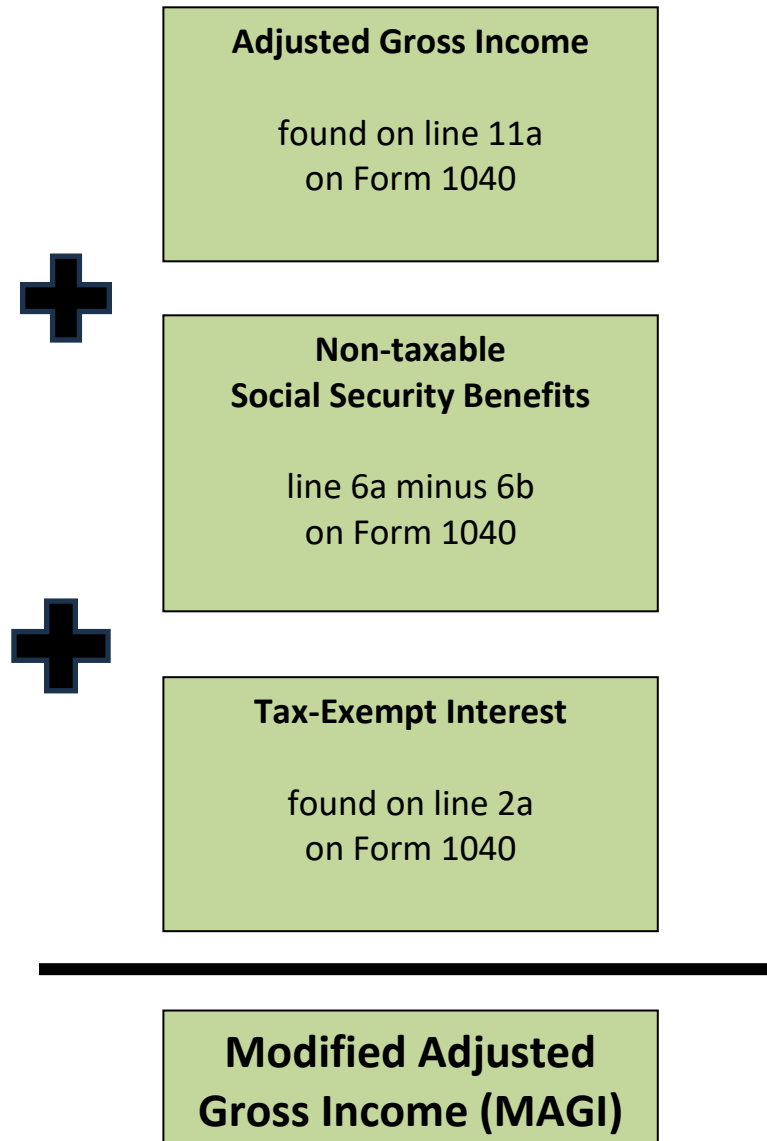 Adjusted Gross Income
found on line 11a
on Form 1040
Non-taxable
Social Security Benefits
line 6a minus 6b
on Form 1040
Tax-Exempt Interest
found on line 2a
on Form 1040
Modified Adjusted
Gross Income (MAGI)